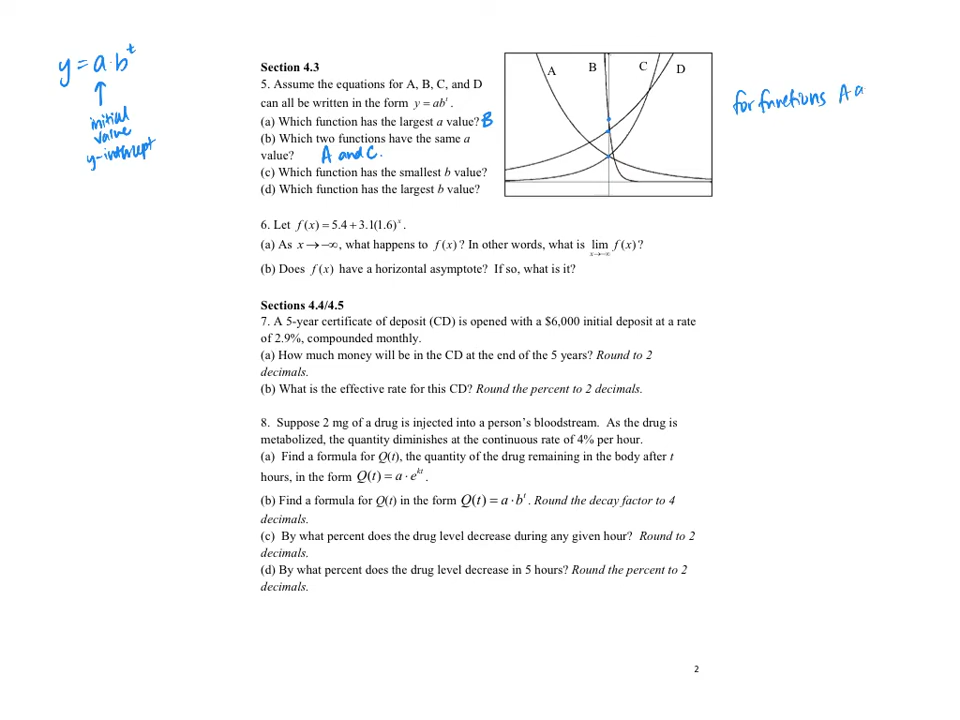 y = a·b^t
initial
value
y-intercept
Section 4.3
5. Assume the equations for A, B, C, and D
can all be written in the form y = ab^t .
(a) Which function has the largest a value? B
(b) Which two functions have the same a
value? A and C.
(c) Which function has the smallest b value?
(d) Which function has the largest b value?
A B C D
for functions A a
6. Let f(x) = 5.4 + 3.1(1.6)^x .
(a) As x → −∞, what happens to f(x)? In other words, what is lim f(x)?
x→−∞
(b) Does f(x) have a horizontal asymptote? If so, what is it?
Sections 4.4/4.5
7. A 5-year certificate of deposit (CD) is opened with a $6,000 initial deposit at a rate
of 2.9%, compounded monthly.
(a) How much money will be in the CD at the end of the 5 years? Round to 2
decimals.
(b) What is the effective rate for this CD? Round the percent to 2 decimals.
8. Suppose 2 mg of a drug is injected into a person's bloodstream. As the drug is
metabolized, the quantity diminishes at the continuous rate of 4% per hour.
(a) Find a formula for Q(t), the quantity of the drug remaining in the body after t
hours, in the form Q(t) = a · e^kt .
(b) Find a formula for Q(t) in the form Q(t) = a · b^t . Round the decay factor to 4
decimals.
(c) By what percent does the drug level decrease during any given hour? Round to 2
decimals.
(d) By what percent does the drug level decrease in 5 hours? Round the percent to 2
decimals.
2